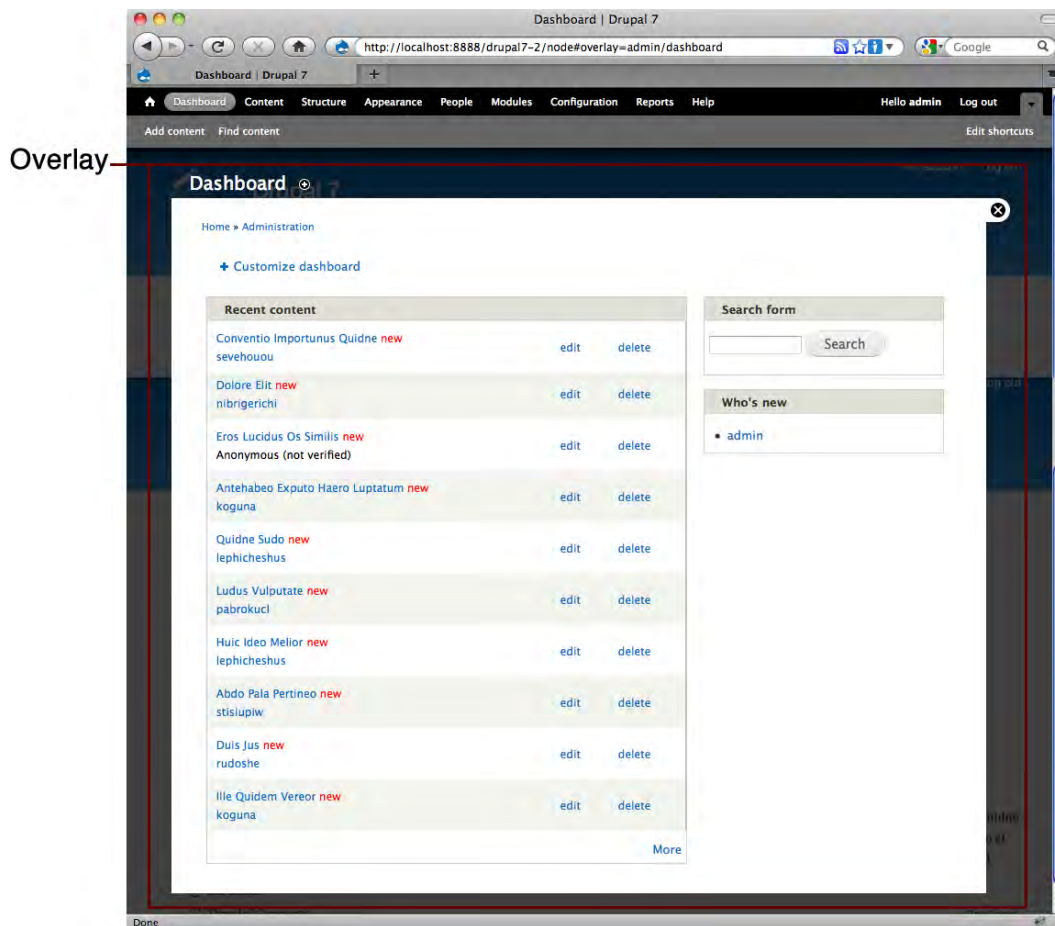 Dashboard | Drupal 7
http://localhost:8888/drupal7-2/node#overlay=admin/dashboard
Google
Dashboard | Drupal 7 +
Dashboard Content Structure Appearance People Modules Configuration Reports Help Hello admin Log out
Add content Find content Edit shortcuts
Overlay
Dashboard
Drupal 7
Home » Administration
+ Customize dashboard
Recent content
Conventio Importunus Quidne new
sevehouou
edit delete
Dolore Elit new
nibrigerichi
edit delete
Eros Lucidus Os Similis new
Anonymous (not verified)
edit delete
Antehabeo Exputo Haero Luptatum new
koguna
edit delete
Quidne Sudo new
lephicheshus
edit delete
Ludus Vulputate new
pabrokucl
edit delete
Huic Ideo Melior new
lephicheshus
edit delete
Abdo Pala Pertineo new
stisiupiw
edit delete
Duis Jus new
rudoshe
edit delete
Ille Quidem Vereor new
koguna
edit delete
More
Search form
Search
Who's new
• admin
Done